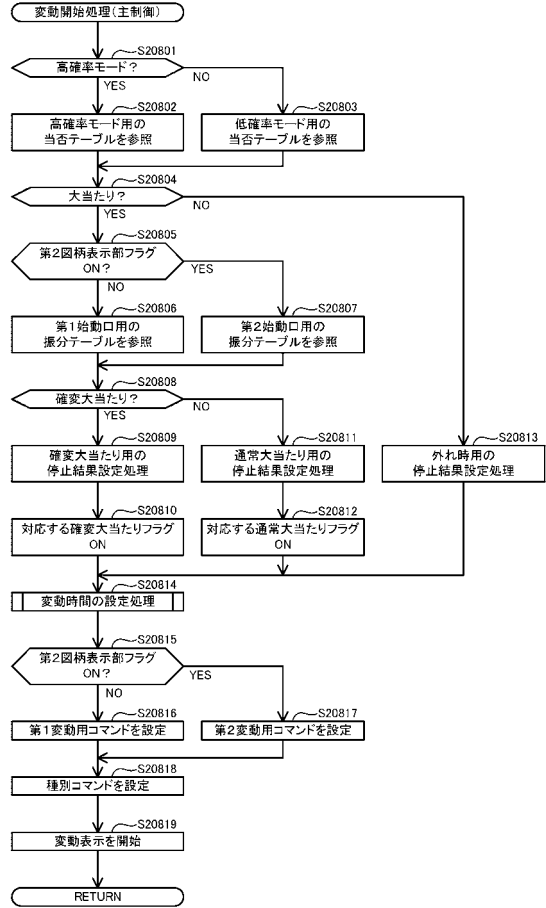 変動開始処理(主制御)
S20801
高確率モード?
NO
YES
S20802
高確率モード用の
当否テーブルを参照
S20803
低確率モード用の
当否テーブルを参照
S20804
大当たり?
NO
YES
S20805
第2図柄表示部フラグ
ON?
YES
NO
S20806
第1始動口用の
振分テーブルを参照
S20807
第2始動口用の
振分テーブルを参照
S20808
確変大当たり?
NO
YES
S20809
確変大当たり用の
停止結果設定処理
S20811
通常大当たり用の
停止結果設定処理
S20813
外れ時用の
停止結果設定処理
S20810
対応する確変大当たりフラグ
ON
S20812
対応する通常大当たりフラグ
ON
S20814
変動時間の設定処理
S20815
第2図柄表示部フラグ
ON?
YES
NO
S20816
第1変動用コマンドを設定
S20817
第2変動用コマンドを設定
S20818
種別コマンドを設定
S20819
変動表示を開始
RETURN